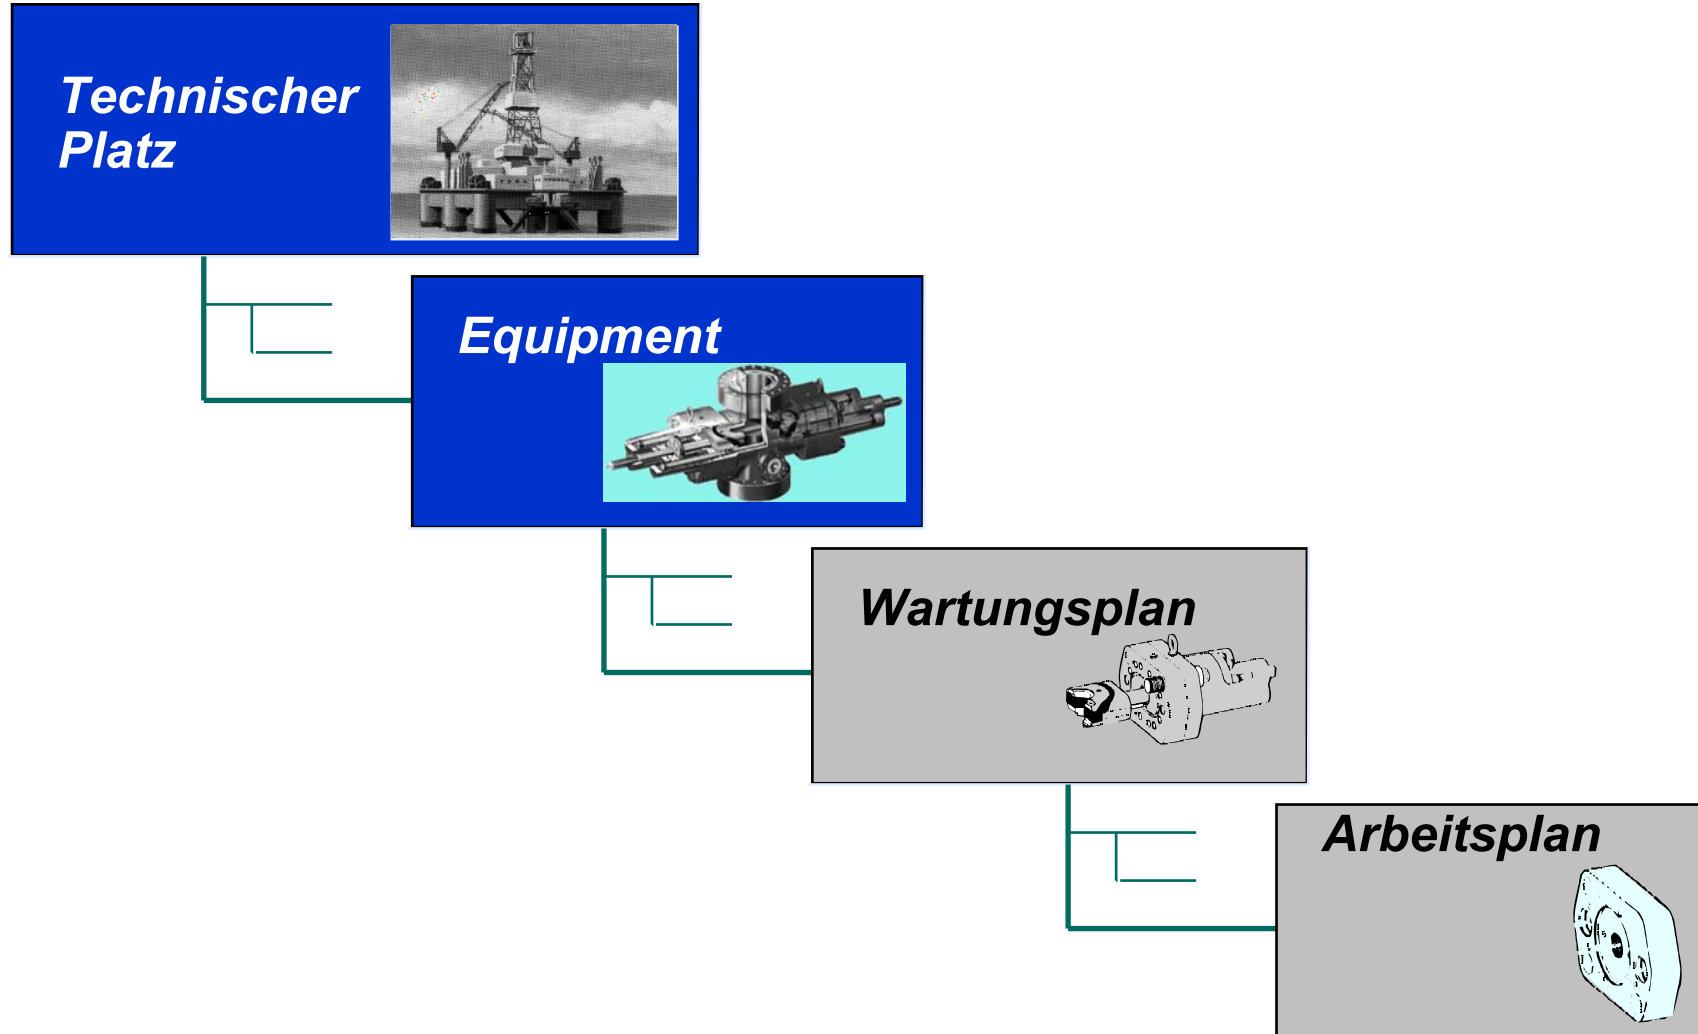 Technischer
Platz
Equipment
Wartungsplan
Arbeitsplan